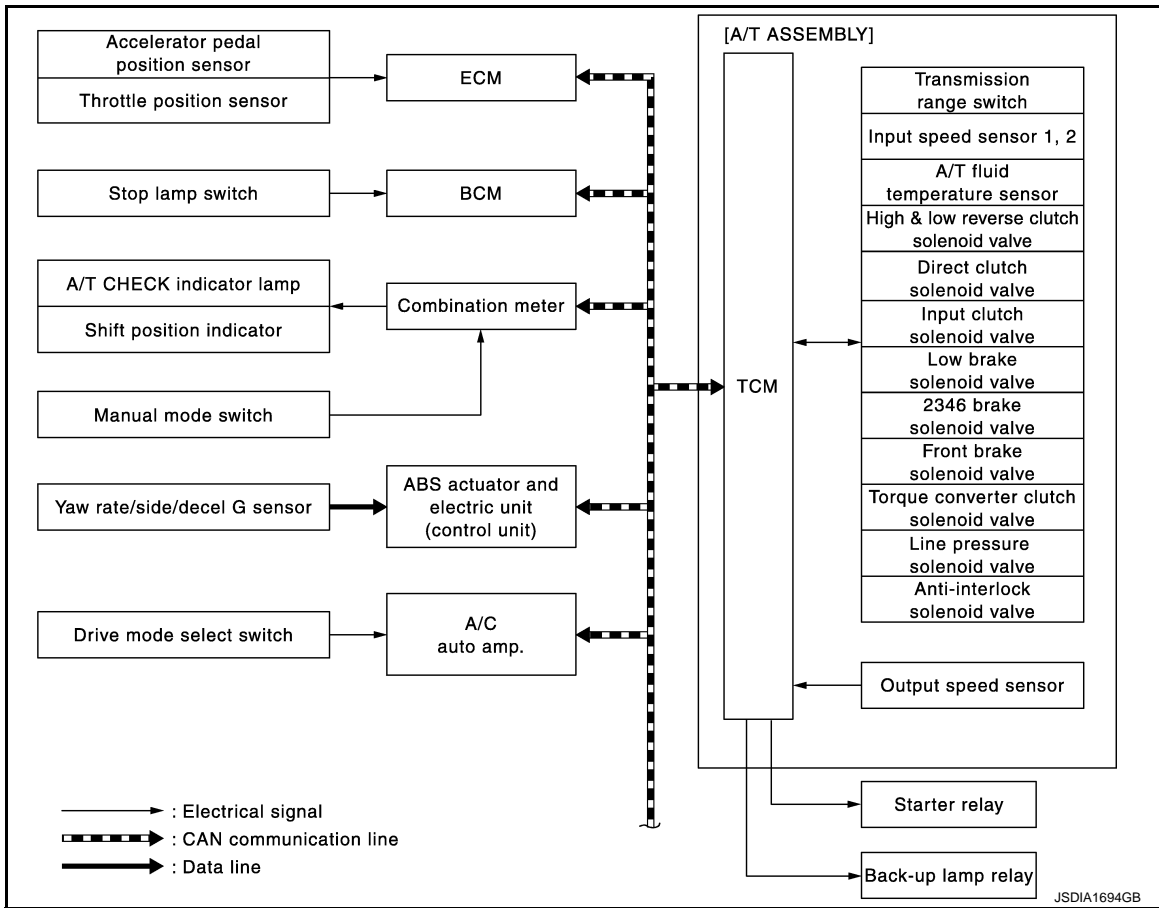 Accelerator pedal
position sensor
Throttle position sensor
ECM
Stop lamp switch
BCM
A/T CHECK indicator lamp
Shift position indicator
Combination meter
Manual mode switch
Yaw rate/side/decel G sensor
ABS actuator and
electric unit
(control unit)
Drive mode select switch
A/C
auto amp.
[A/T ASSEMBLY]
TCM
Transmission
range switch
Input speed sensor 1, 2
A/T fluid
temperature sensor
High & low reverse clutch
solenoid valve
Direct clutch
solenoid valve
Input clutch
solenoid valve
Low brake
solenoid valve
2346 brake
solenoid valve
Front brake
solenoid valve
Torque converter clutch
solenoid valve
Line pressure
solenoid valve
Anti-interlock
solenoid valve
Output speed sensor
Starter relay
Back-up lamp relay
: Electrical signal
: CAN communication line
: Data line
JSDIA1694GB